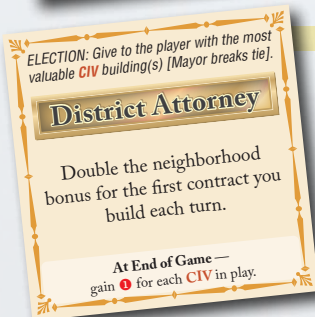 ELECTION: Give to the player with the most
valuable CIV building(s) [Mayor breaks tie].
District Attorney
Double the neighborhood
bonus for the first contract you
build each turn.
At End of Game —
gain 1 for each CIV in play.